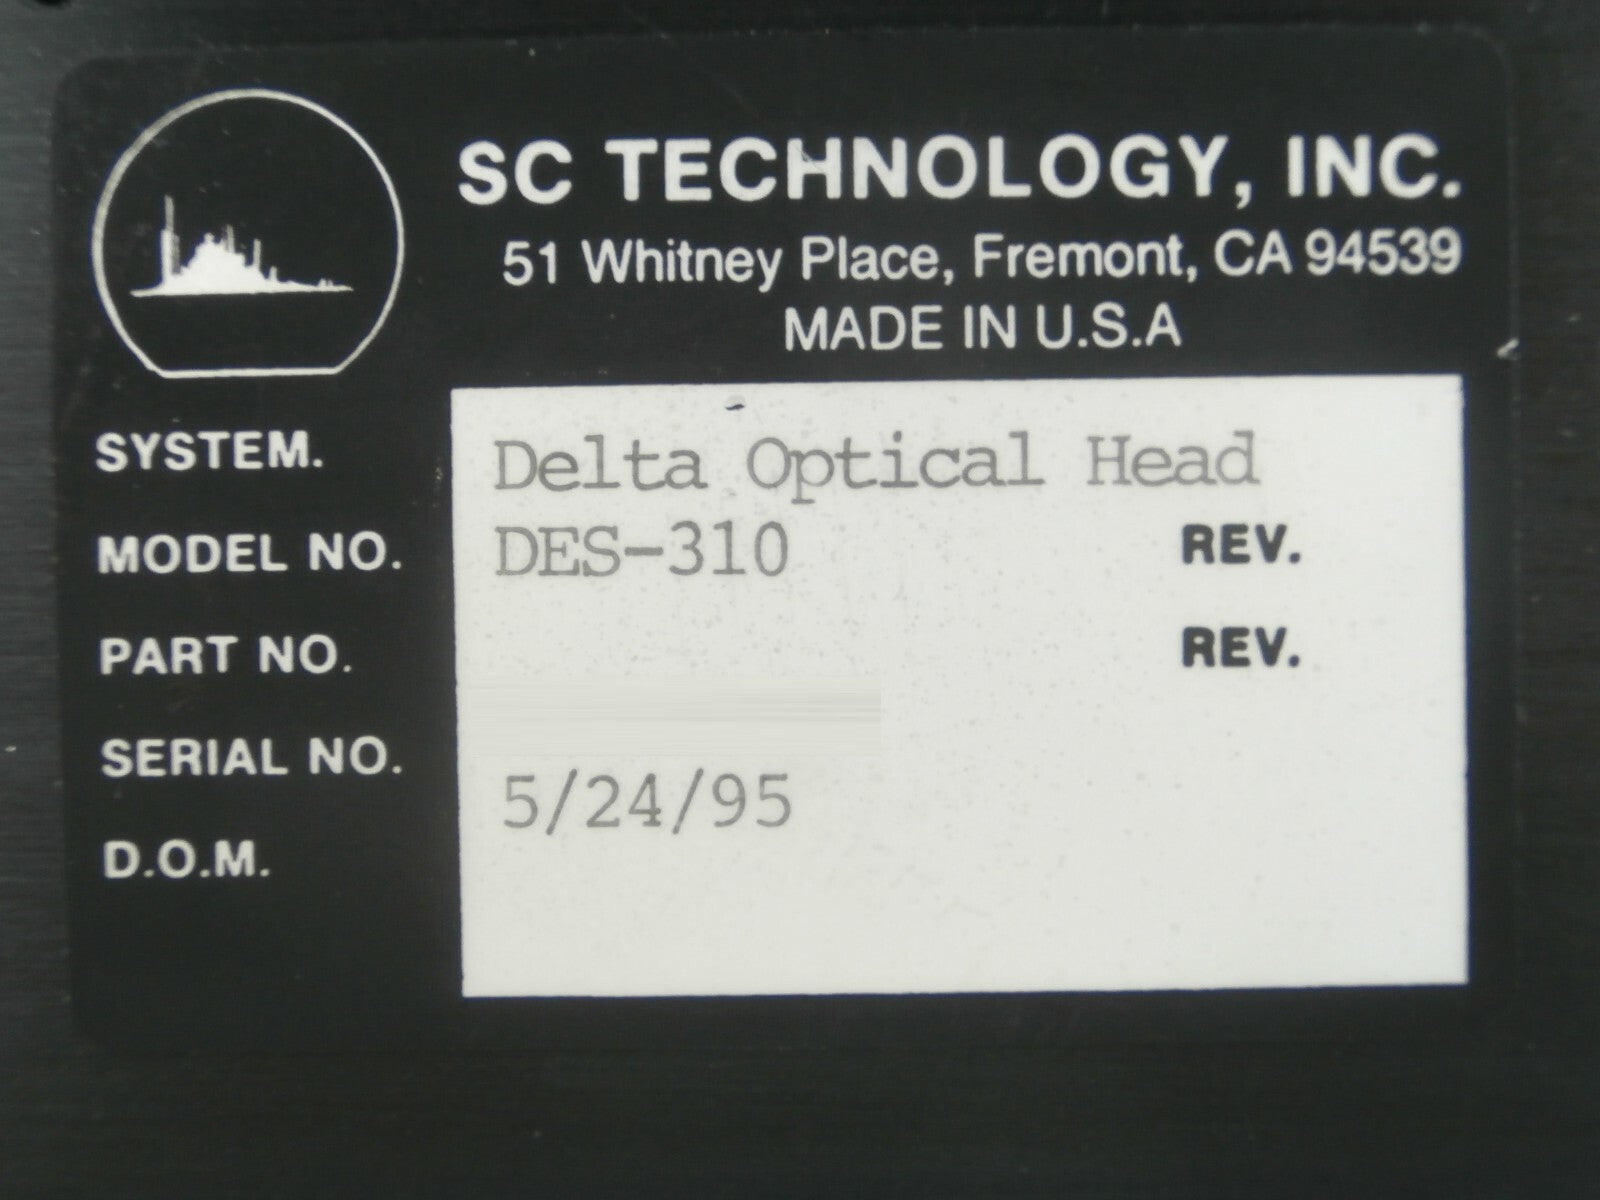 SC TECHNOLOGY, INC.
51 Whitney Place, Fremont, CA 94539
MADE IN U.S.A
SYSTEM. Delta Optical Head
MODEL NO. DES-310 REV.
PART NO. REV.
SERIAL NO.
5/24/95
D.O.M.